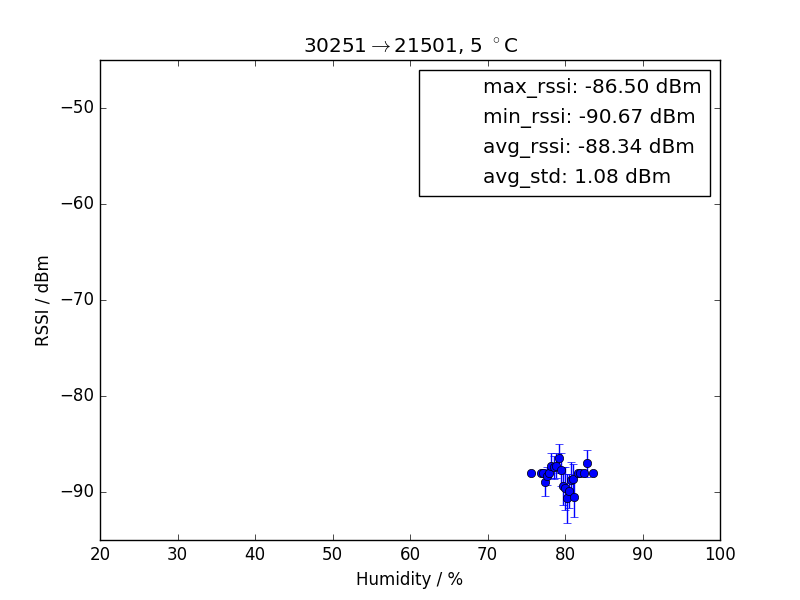 30251→21501, 5 °C
max_rssi: -86.50 dBm
min_rssi: -90.67 dBm
avg_rssi: -88.34 dBm
avg_std: 1.08 dBm
RSSI / dBm
−50
−60
−70
−80
−90
20 30 40 50 60 70 80 90 100
Humidity / %